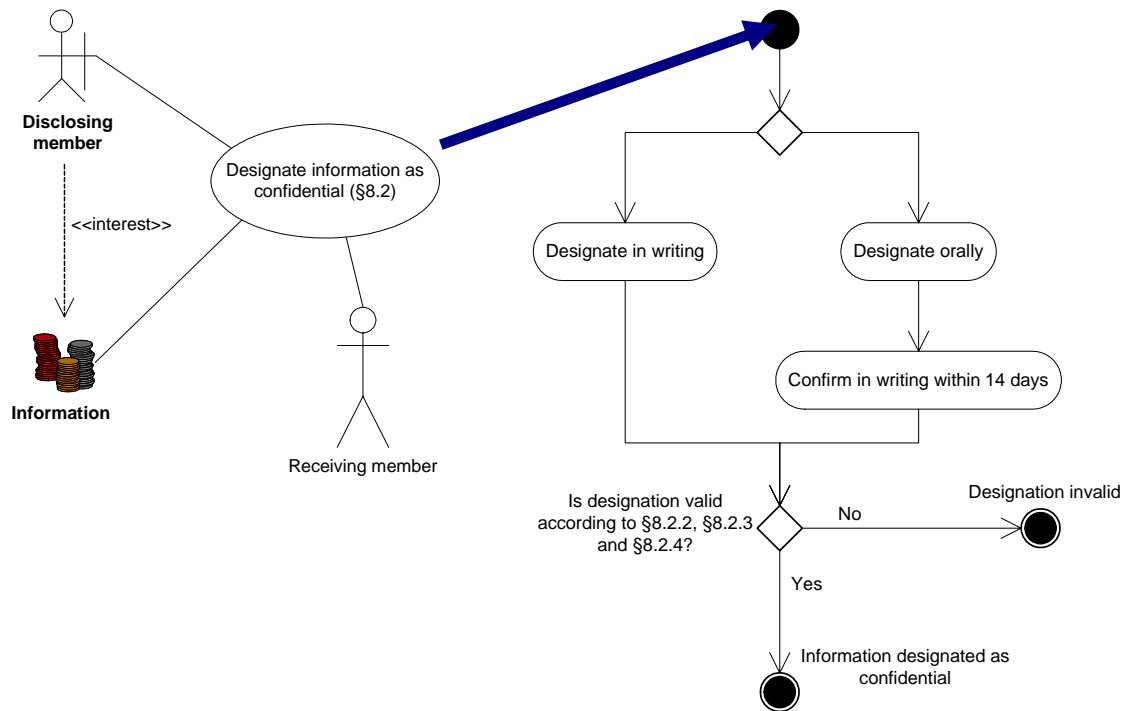 Disclosing
member
<<interest>>
Information
Designate information as
confidential (§8.2)
Receiving member
Designate in writing
Designate orally
Confirm in writing within 14 days
Is designation valid
according to §8.2.2, §8.2.3
and §8.2.4?
No
Designation invalid
Yes
Information designated as
confidential